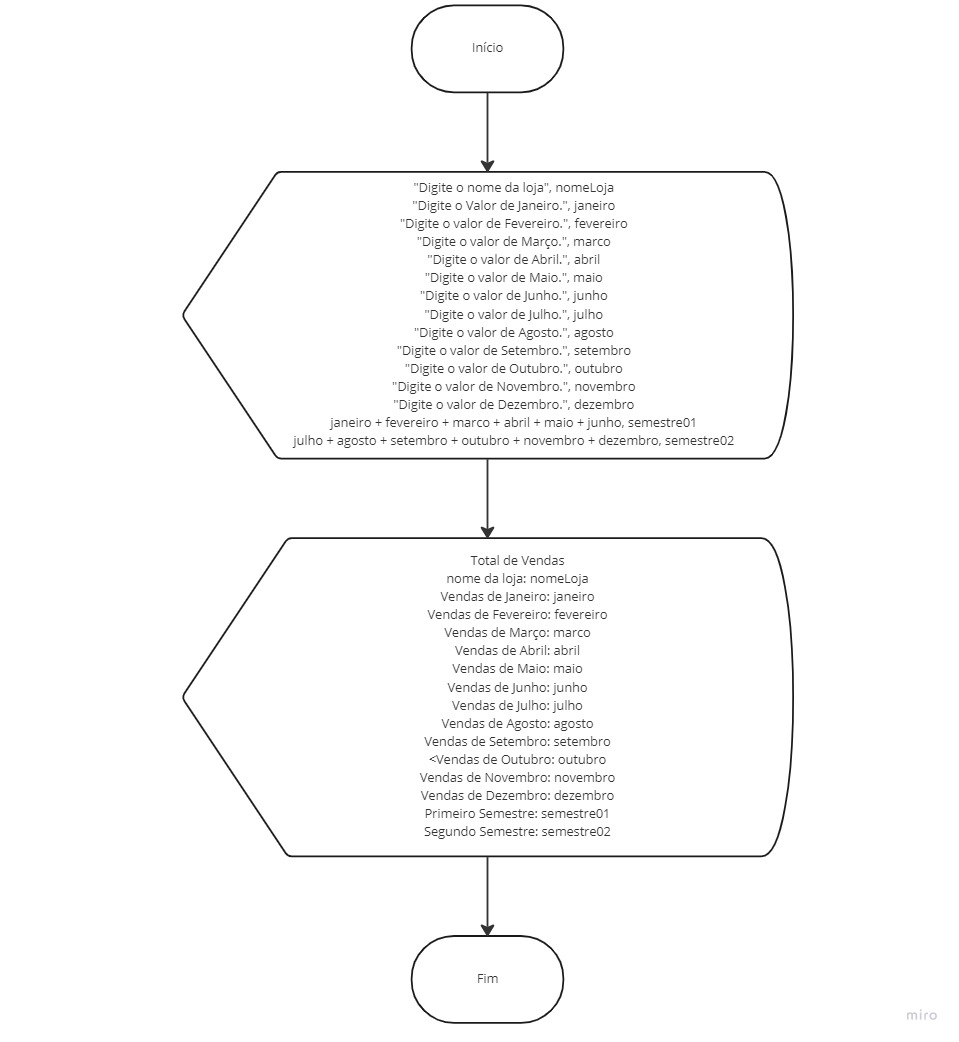 Início
"Digite o nome da loja", nomeLoja
"Digite o Valor de Janeiro.", janeiro
"Digite o valor de Fevereiro.", fevereiro
"Digite o valor de Março.", marco
"Digite o valor de Abril.", abril
"Digite o valor de Maio.", maio
"Digite o valor de Junho.", junho
"Digite o valor de Julho.", julho
"Digite o valor de Agosto.", agosto
"Digite o valor de Setembro.", setembro
"Digite o valor de Outubro.", outubro
"Digite o valor de Novembro.", novembro
"Digite o valor de Dezembro.", dezembro
janeiro + fevereiro + marco + abril + maio + junho, semestre01
julho + agosto + setembro + outubro + novembro + dezembro, semestre02
Total de Vendas
nome da loja: nomeLoja
Vendas de Janeiro: janeiro
Vendas de Fevereiro: fevereiro
Vendas de Março: marco
Vendas de Abril: abril
Vendas de Maio: maio
Vendas de Junho: junho
Vendas de Julho: julho
Vendas de Agosto: agosto
Vendas de Setembro: setembro
<Vendas de Outubro: outubro
Vendas de Novembro: novembro
Vendas de Dezembro: dezembro
Primeiro Semestre: semestre01
Segundo Semestre: semestre02
Fim
miro